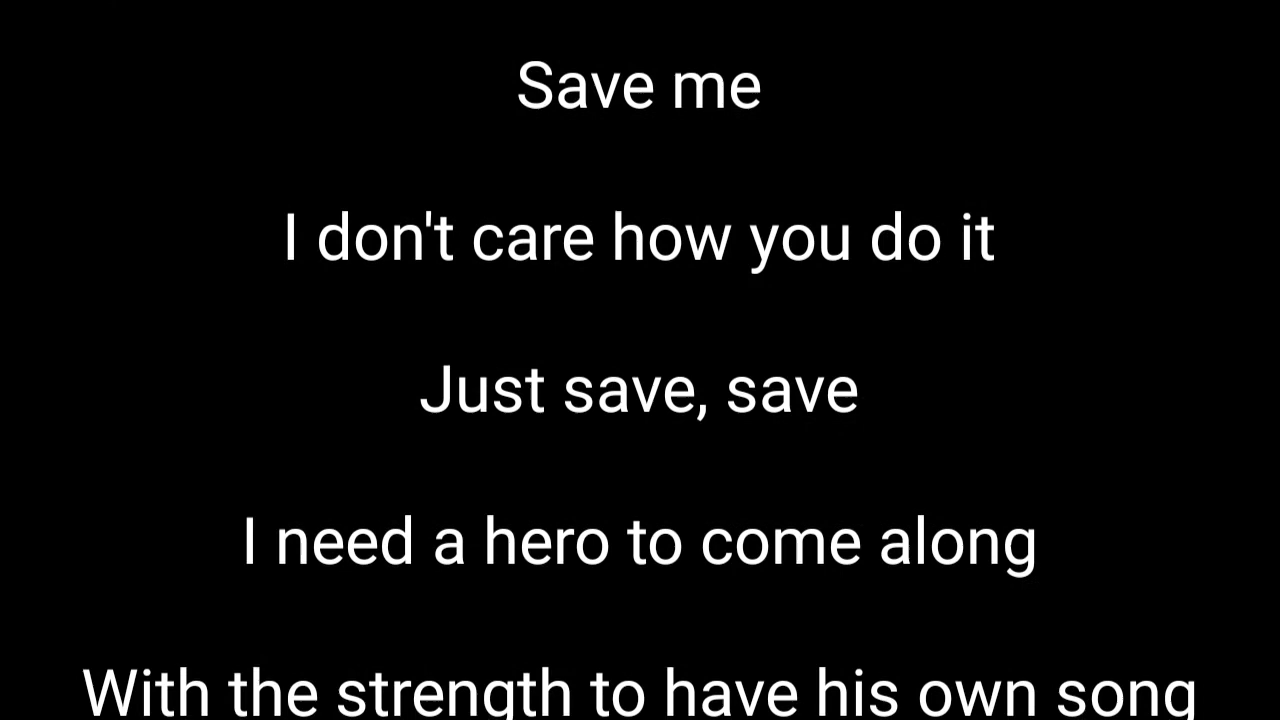 Save me
I don't care how you do it
Just save, save
I need a hero to come along
With the strength to have his own song